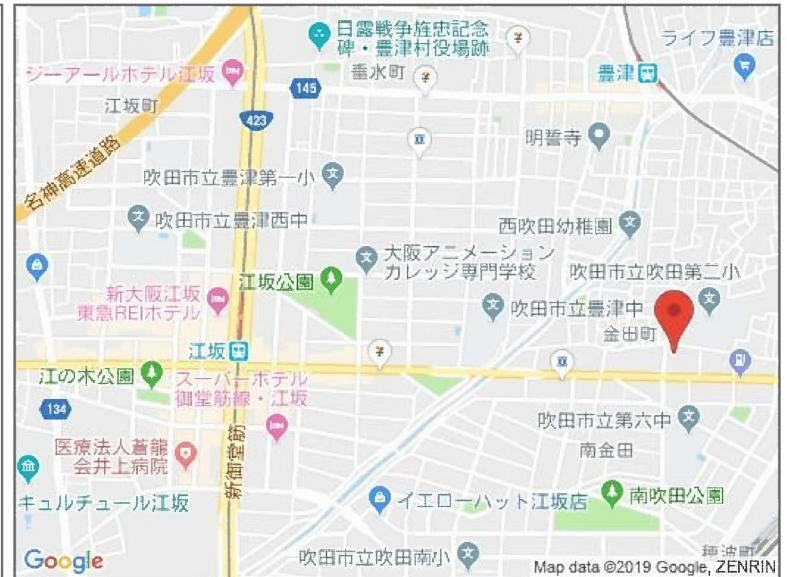 日露戦争旌忠記念
碑・豊津村役場跡
ライフ豊津店
ジーアールホテル江坂
垂水町
豊津
江坂町
145
423
明誓寺
名神高速道路
吹田市立豊津第一小
吹田市立豊津西中
西吹田幼稚園
大阪アニメーション
カレッジ専門学校
吹田市立吹田第二小
江坂公園
新大阪江坂
東急REIホテル
吹田市立豊津中
金田町
江坂
江の木公園
スーパーホテル
御堂筋線・江坂
134
吹田市立第六中
南金田
医療法人蒼龍
会井上病院
新御堂筋
キュルチュール江坂
イエローハット江坂店
南吹田公園
穂波町
Google
吹田市立吹田南小
Map data ©2019 Google, ZENRIN